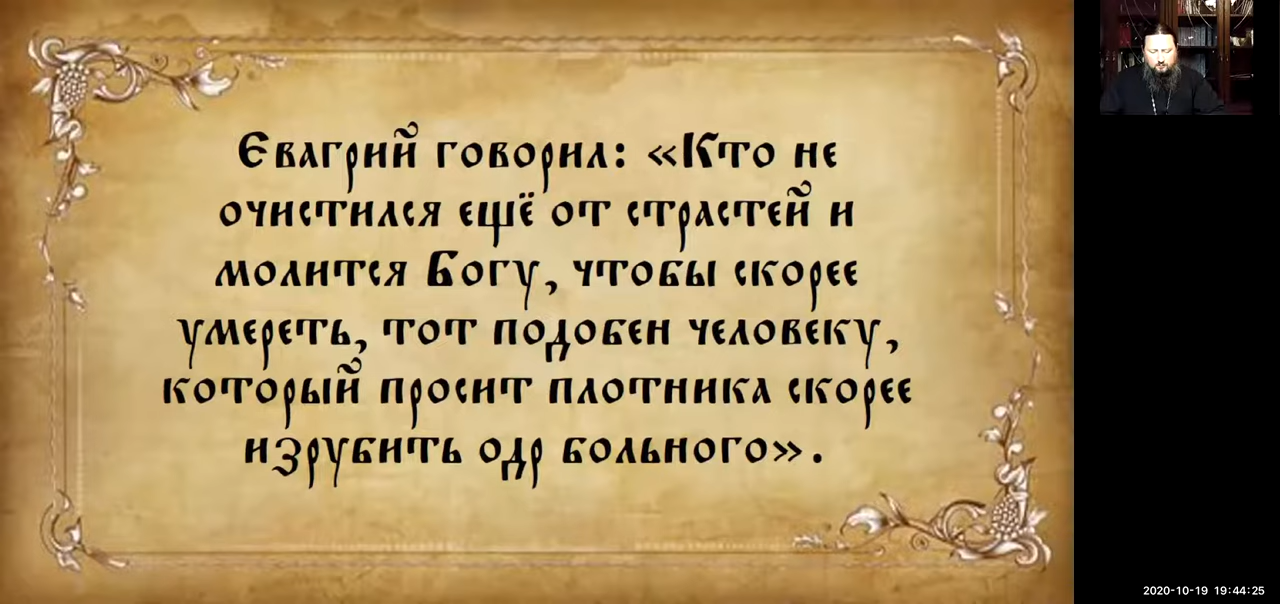 Евагрий говорил: «Кто не
очистился ещё от страстей и
молится Богу, чтобы скорее
умереть, тот подобен человеку,
который просит плотника скорее
изрубить одр больного».
2020-10-19 19:44:25